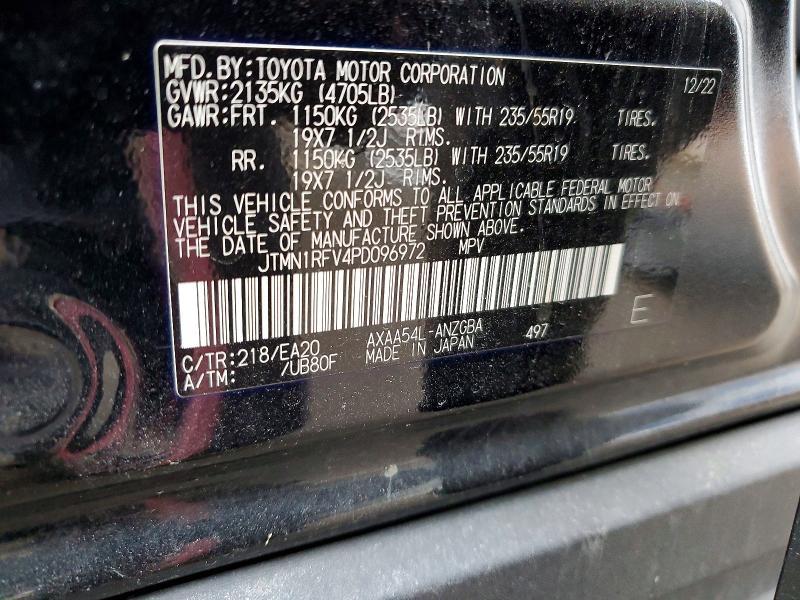 MFD.BY:TOYOTA MOTOR CORPORATION 12/22
GVWR:2135KG (4705LB)
GAWR:FRT. 1150KG (2535LB) WITH 235/55R19 TIRES.
19X7 1/2J RIMS.
RR. 1150KG (2535LB) WITH 235/55R19 TIRES.
19X7 1/2J RIMS.
THIS VEHICLE CONFORMS TO ALL APPLICABLE FEDERAL MOTOR
VEHICLE SAFETY AND THEFT PREVENTION STANDARDS IN EFFECT ON
THE DATE OF MANUFACTURE SHOWN ABOVE.
JTMN1RFV4PD096972 MPV
E
C/TR:218/EA20 AXAA54L-ANZGBA 497
A/TM: /UB80F MADE IN JAPAN